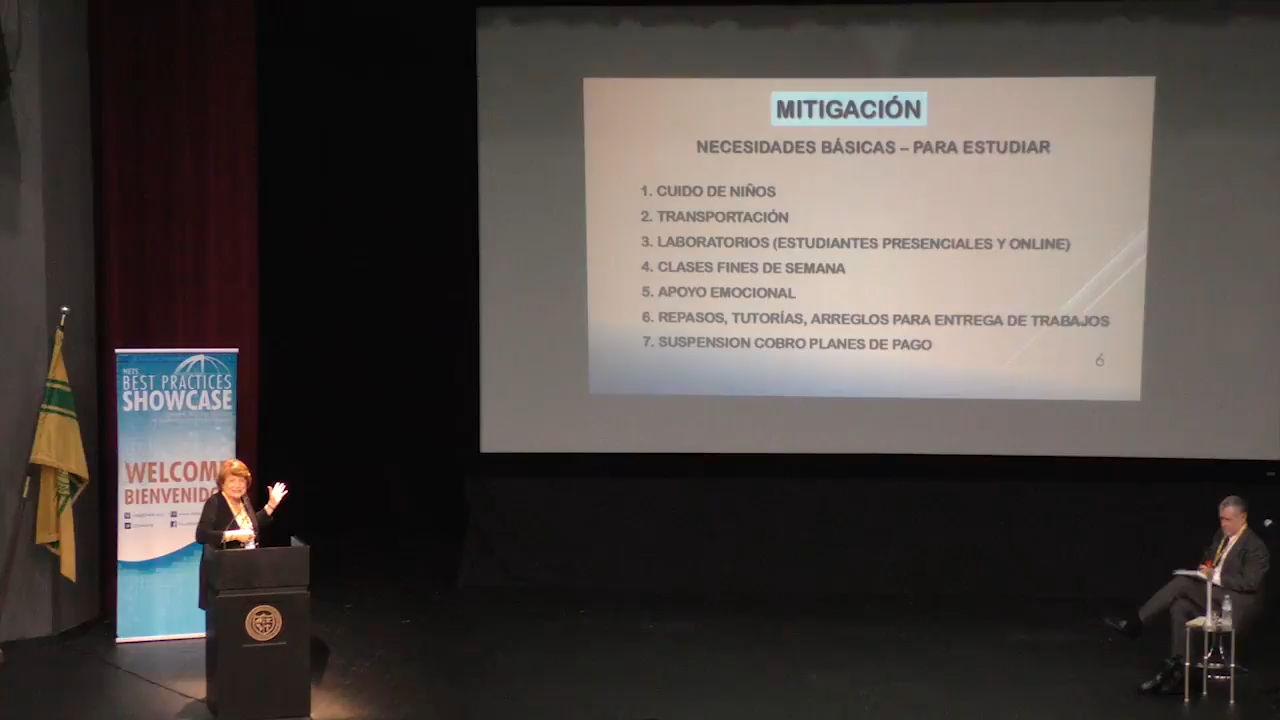 MITIGACIÓN
NECESIDADES BÁSICAS – PARA ESTUDIAR
1. CUIDO DE NIÑOS
2. TRANSPORTACIÓN
3. LABORATORIOS (ESTUDIANTES PRESENCIALES Y ONLINE)
4. CLASES FINES DE SEMANA
5. APOYO EMOCIONAL
6. REPASOS, TUTORÍAS, ARREGLOS PARA ENTREGA DE TRABAJOS
7. SUSPENSION COBRO PLANES DE PAGO
6
HETS
BEST PRACTICES
SHOWCASE
WELCOM
BIENVENIDO